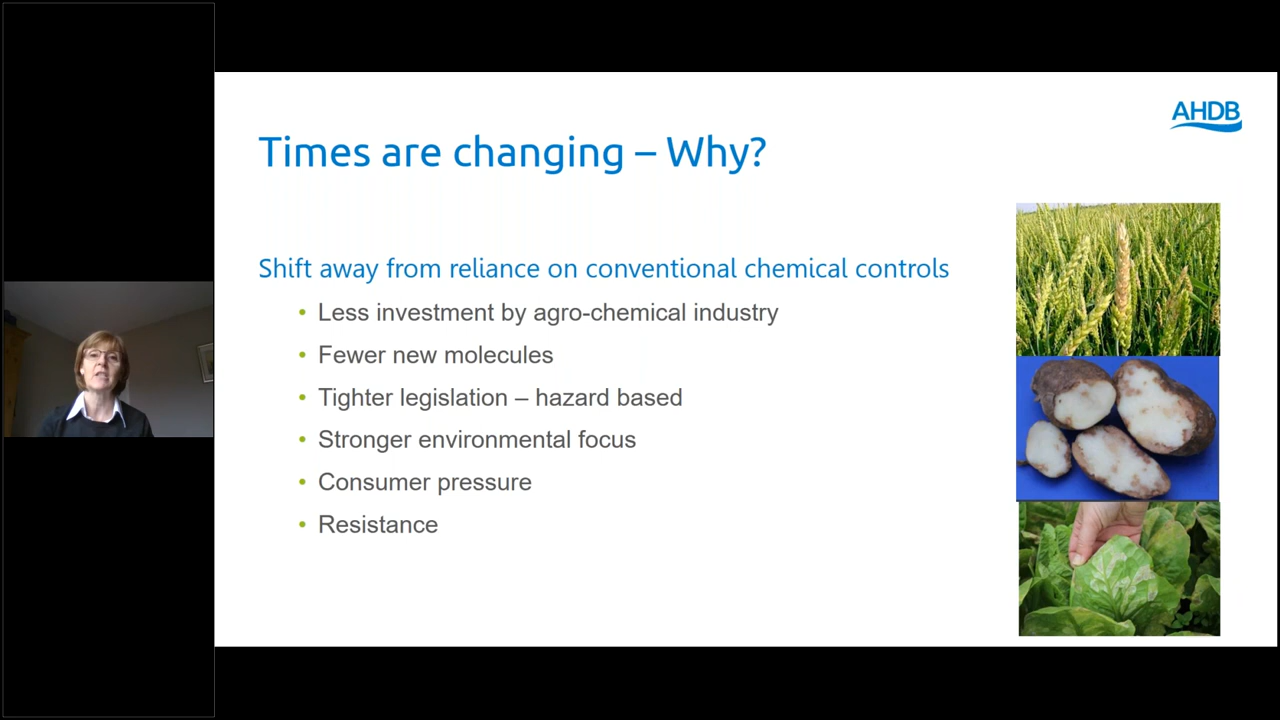 AHDB
Times are changing – Why?
Shift away from reliance on conventional chemical controls
• Less investment by agro-chemical industry
• Fewer new molecules
• Tighter legislation – hazard based
• Stronger environmental focus
• Consumer pressure
• Resistance